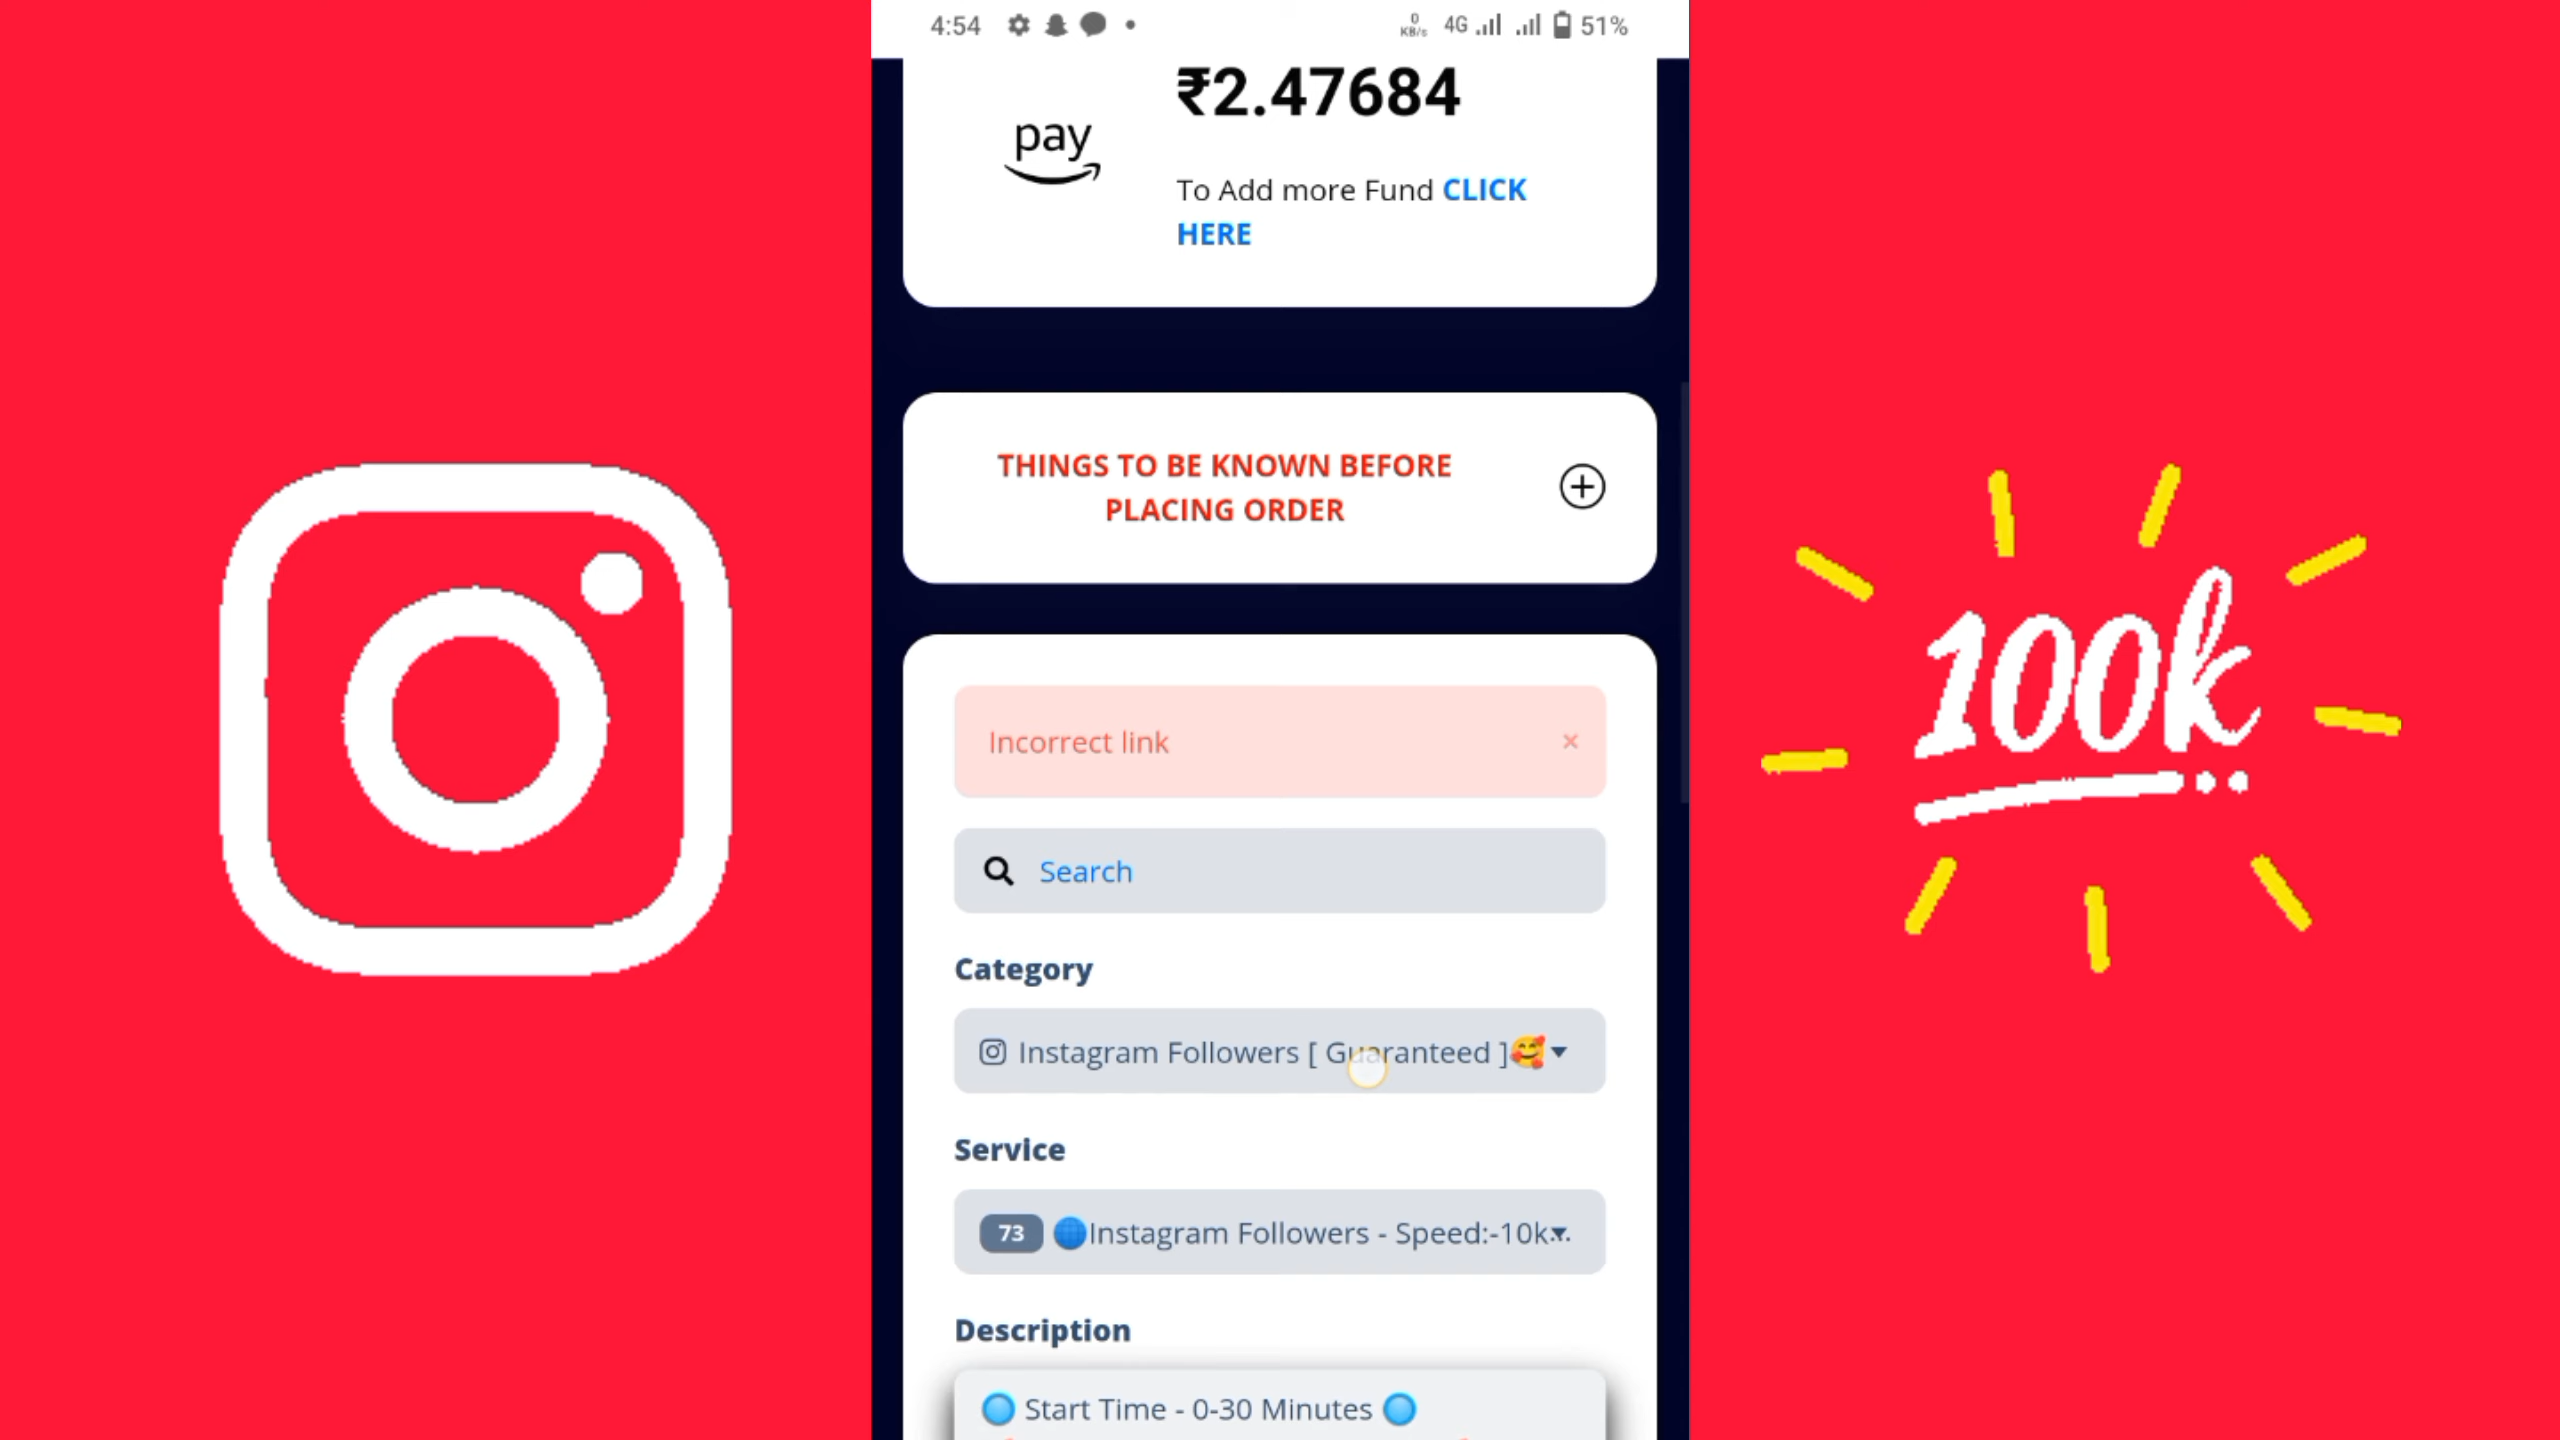 4:54
0
KB/s
4G
51%
₹2.47684
pay
To Add more Fund CLICK
HERE
THINGS TO BE KNOWN BEFORE
PLACING ORDER
Incorrect link
×
Search
Category
Instagram Followers [ Guaranteed ]🥰
Service
73 🌐Instagram Followers - Speed:-10k...
Description
🔵 Start Time - 0-30 Minutes 🔵
100k